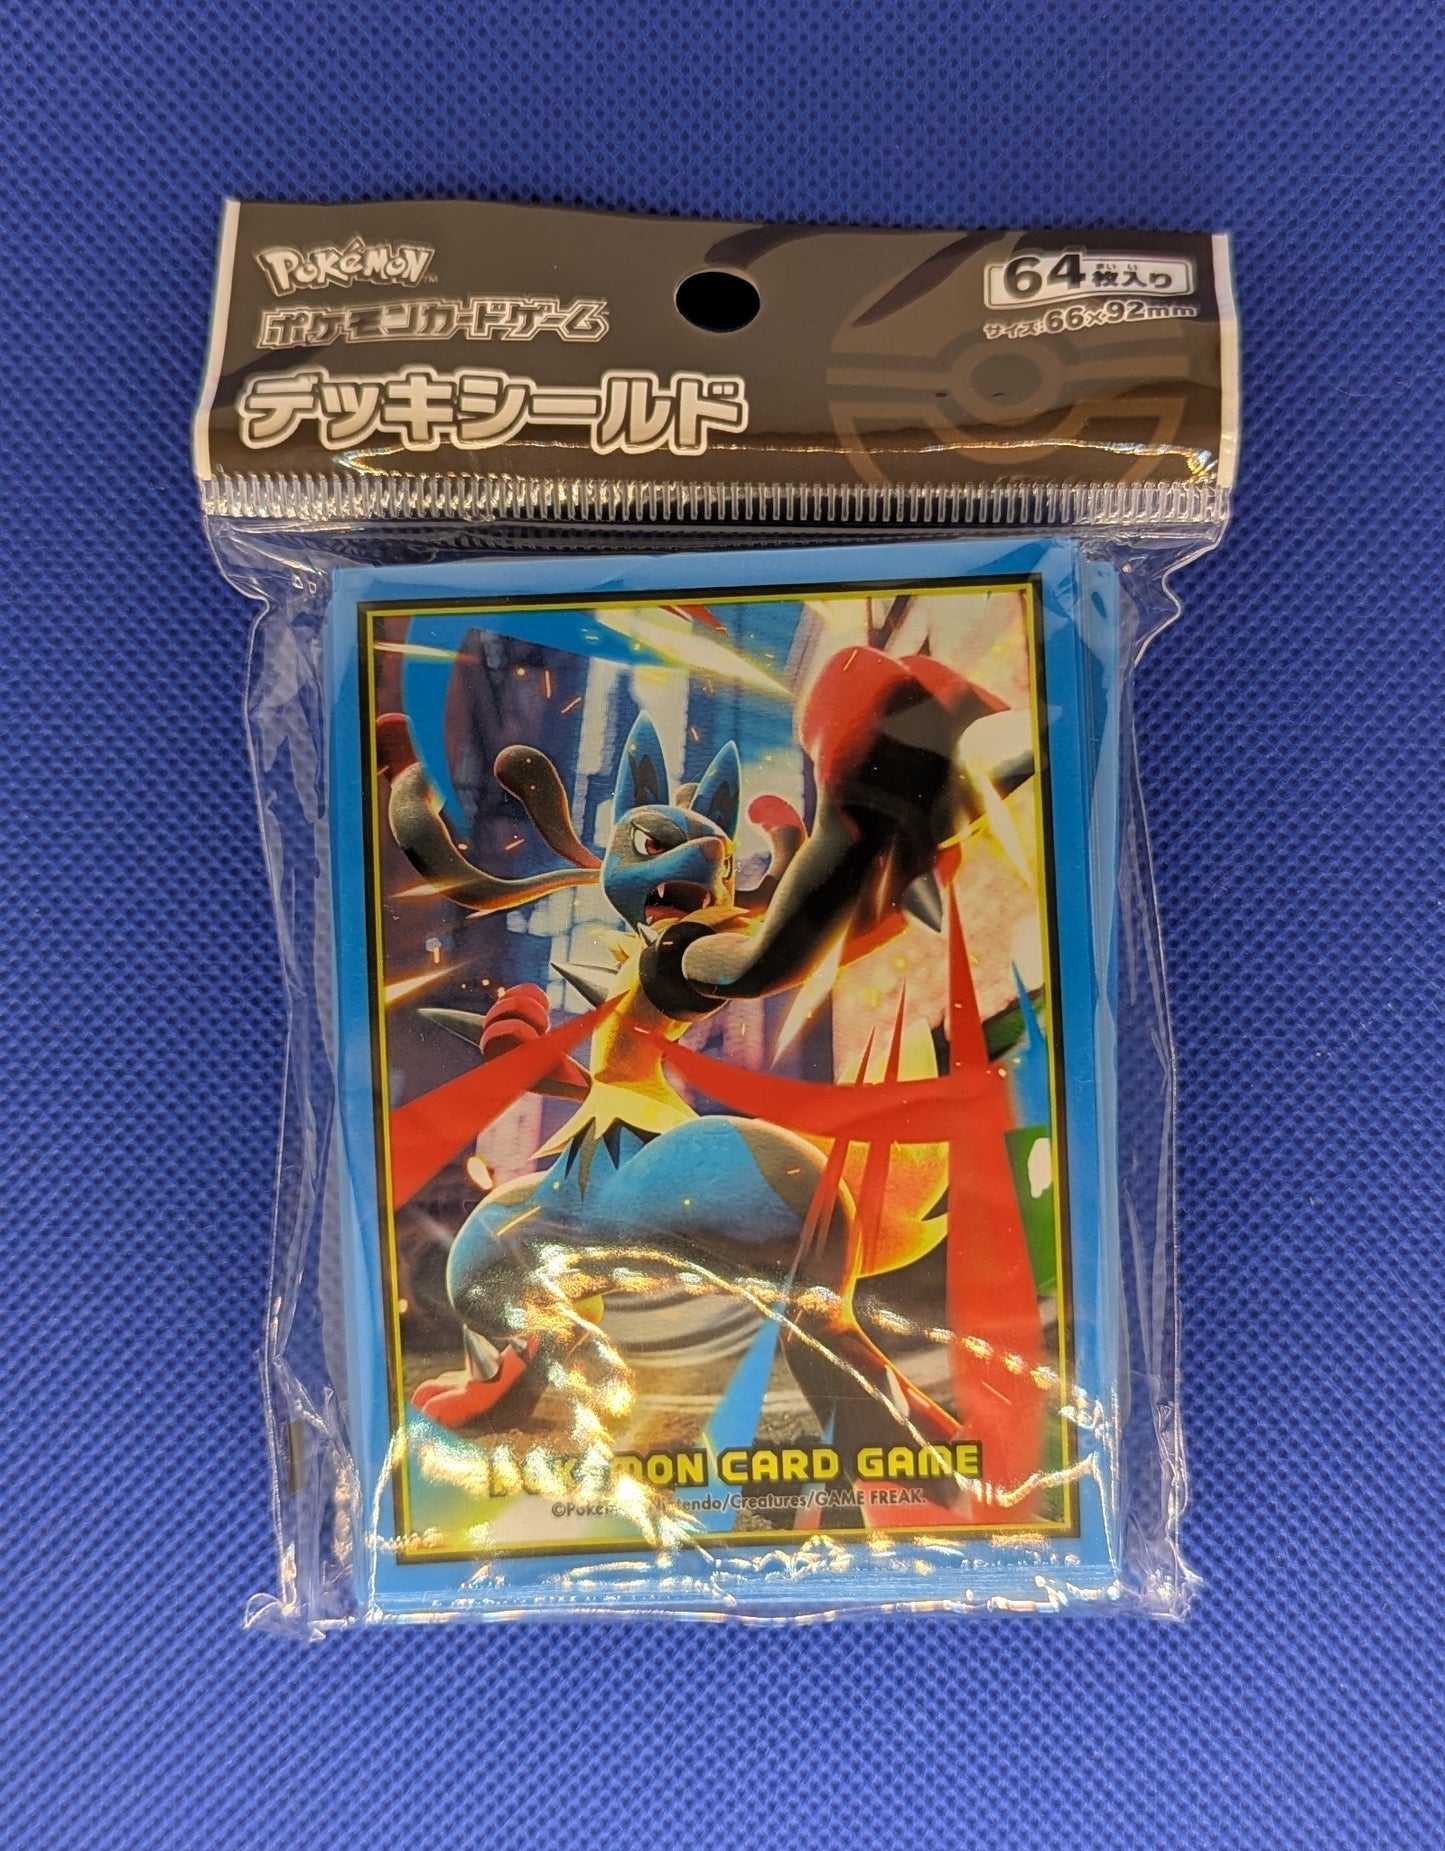 Pokémon™
ポケモンカードゲーム
デッキシールド
64枚入り
サイズ:66×92mm
POKÉMON CARD GAME
©Pokémon/Nintendo/Creatures/GAME FREAK.